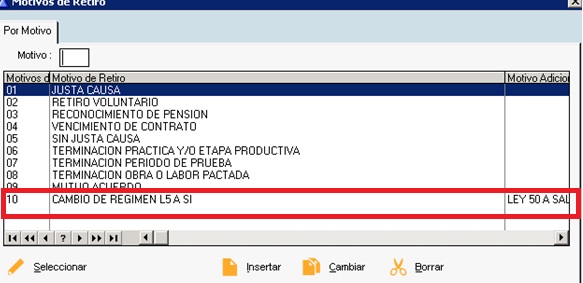 Motivos de Retiro
Por Motivo
Motivo :
Motivos d Motivo de Retiro Motivo Adicio
01 JUSTA CAUSA
02 RETIRO VOLUNTARIO
03 RECONOCIMIENTO DE PENSION
04 VENCIMIENTO DE CONTRATO
05 SIN JUSTA CAUSA
06 TERMINACION PRACTICA Y/O ETAPA PRODUCTIVA
07 TERMINACION PERIODO DE PRUEBA
08 TERMINACION OBRA O LABOR PACTADA
09 MUTUO ACUERDO
10 CAMBIO DE REGIMEN L5 A SI LEY 50 A SAL
?
Seleccionar Insertar Cambiar Borrar